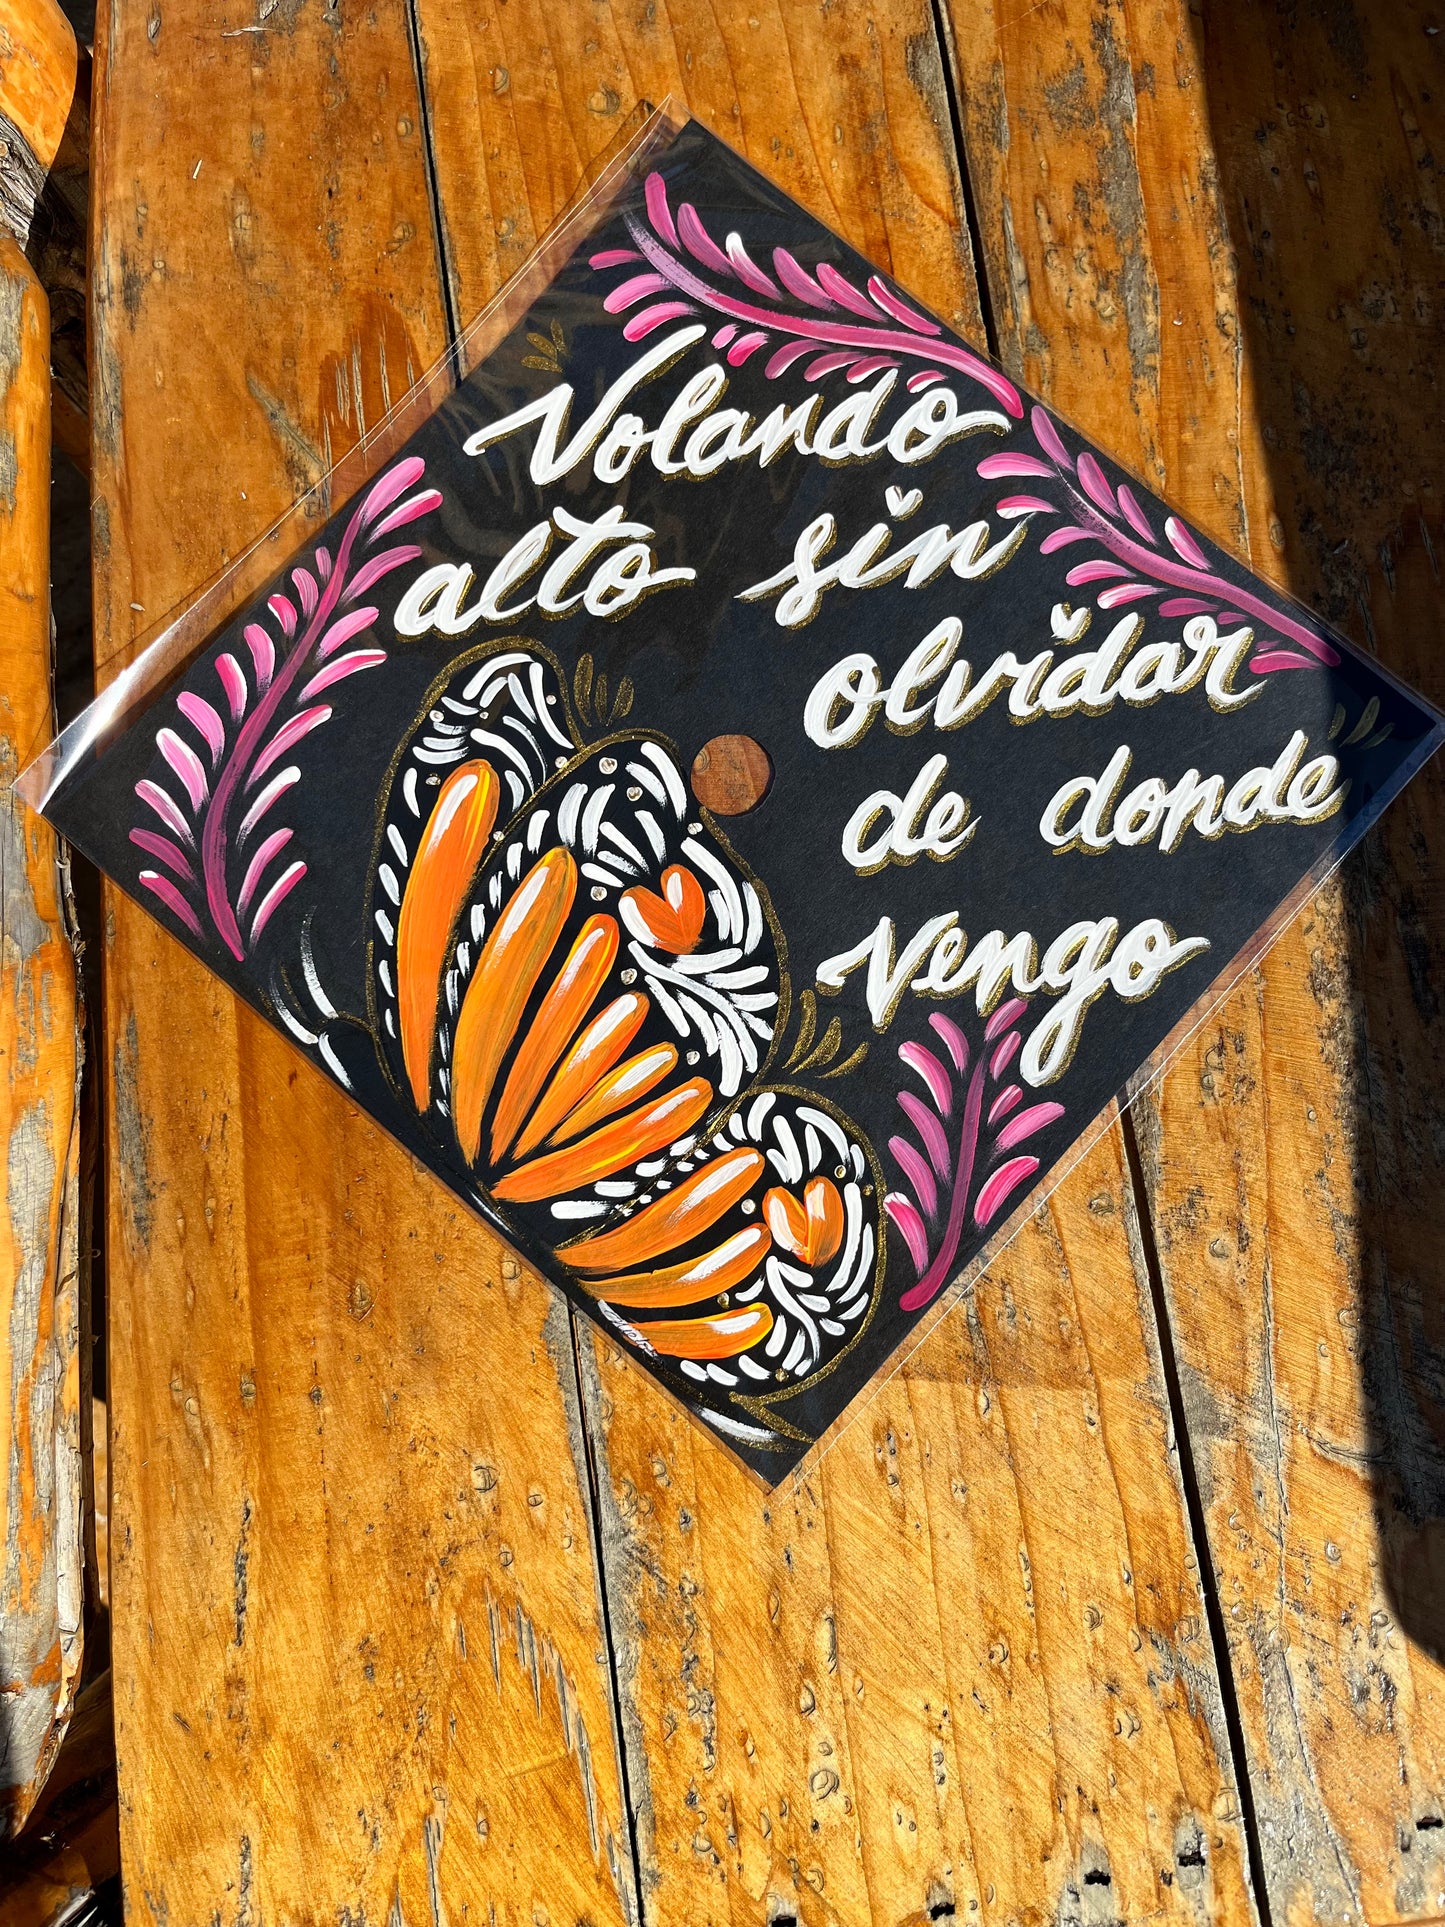 Volando
alto sin
olvidar
de donde
vengo